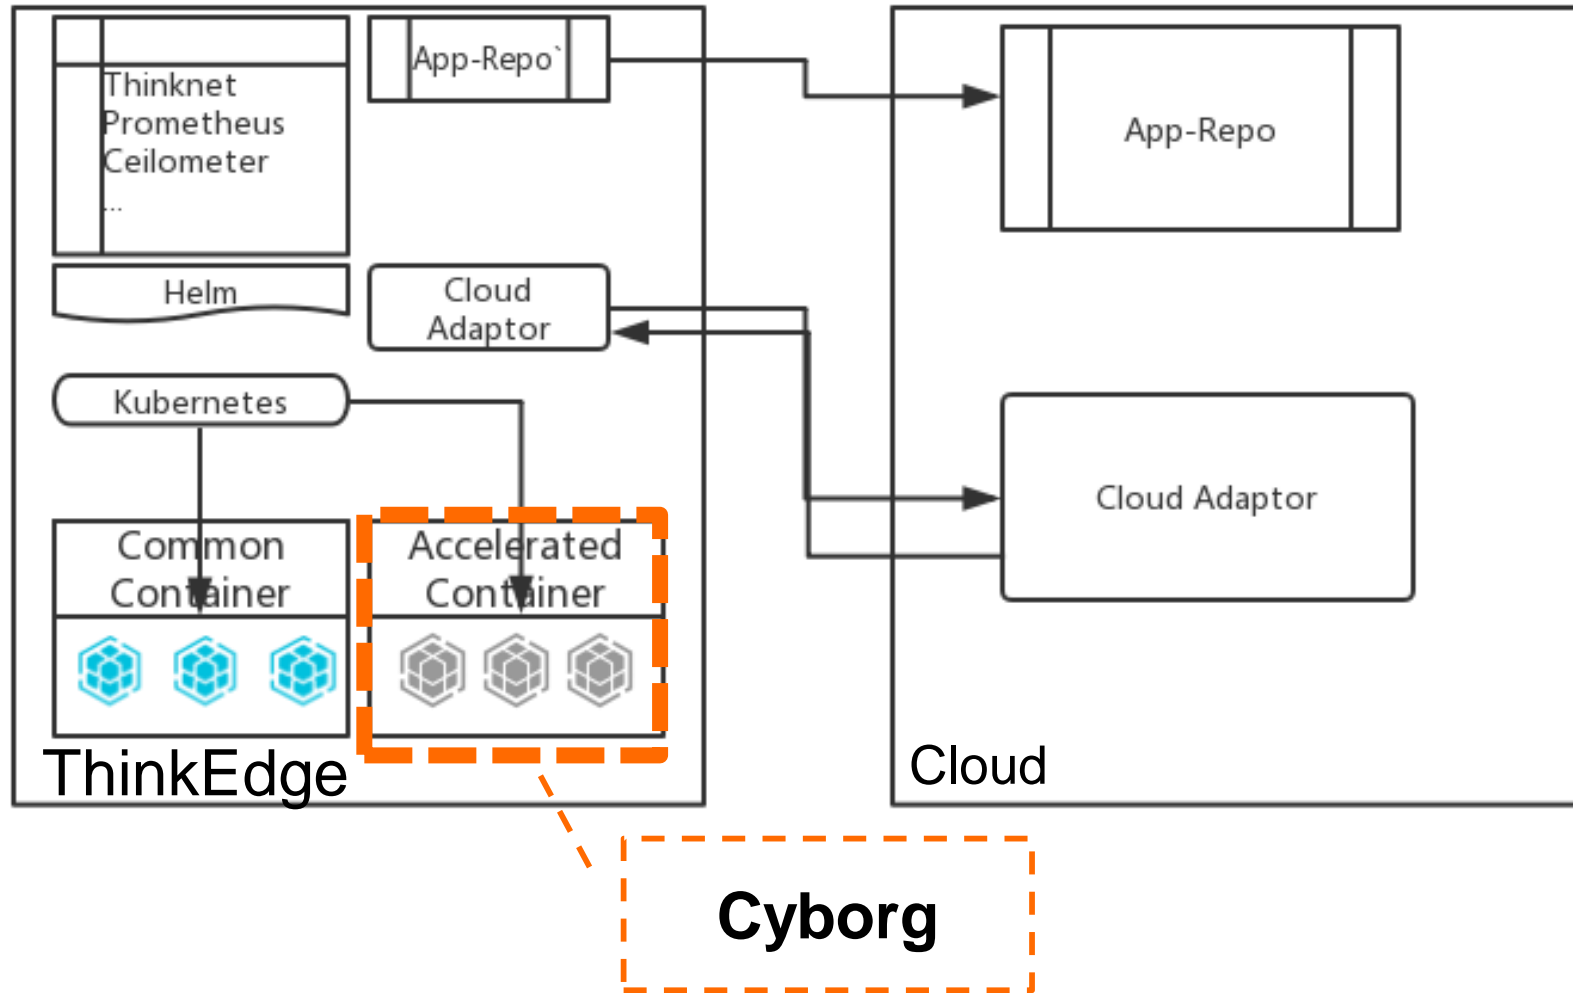 Thinknet
Prometheus
Ceilometer
...
App-Repo`
App-Repo
Helm
Cloud
Adaptor
Kubernetes
Cloud Adaptor
Common
Container
Accelerated
Container
ThinkEdge
Cloud
Cyborg